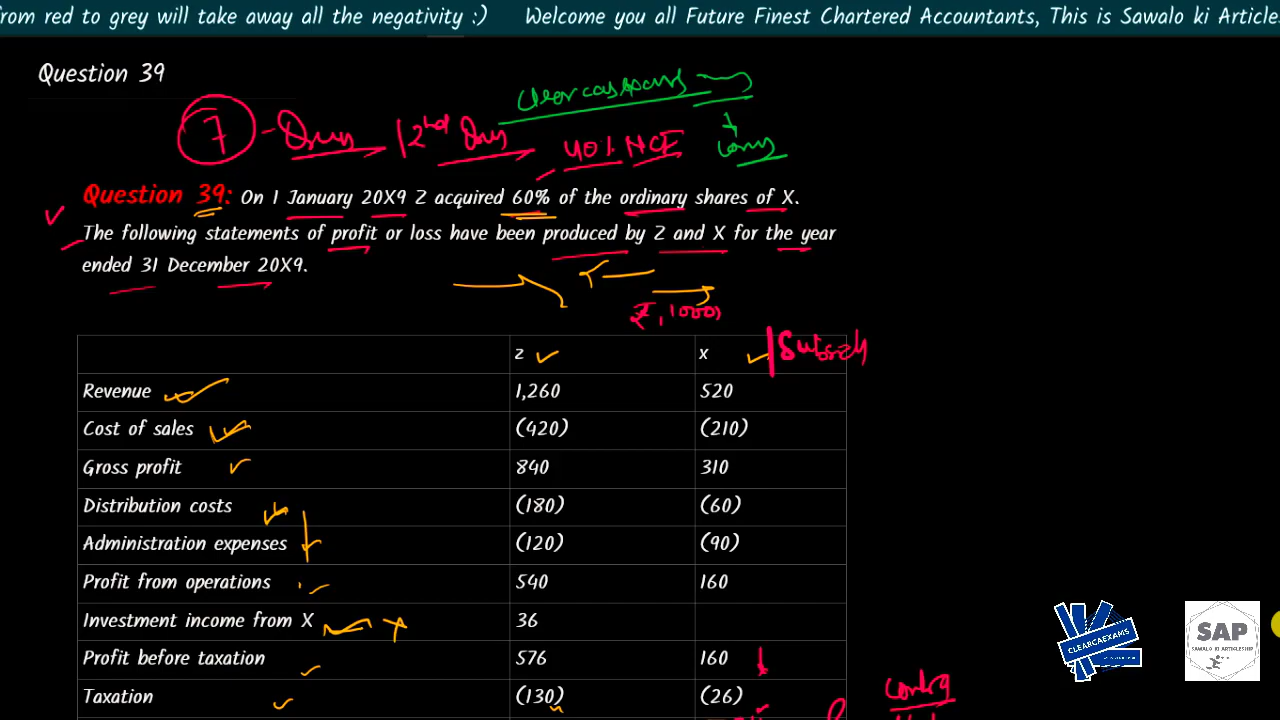 from red to grey will take away all the negativity :) Welcome you all Future Finest Chartered Accountants, This is Sawalo ki Article
Question 39
7
2nd
40% NCI
Question 39: On 1 January 20X9 Z acquired 60% of the ordinary shares of X.
The following statements of profit or loss have been produced by Z and X for the year
ended 31 December 20X9.
z X
Revenue 1,260 520
Cost of sales (420) (210)
Gross profit 840 310
Distribution costs (180) (60)
Administration expenses (120) (90)
Profit from operations 540 160
Investment income from X 36
Profit before taxation 576 160
Taxation (130) (26)
CLEARCAEXAMS
SAP
SAWALO KI ARTICLESHIP